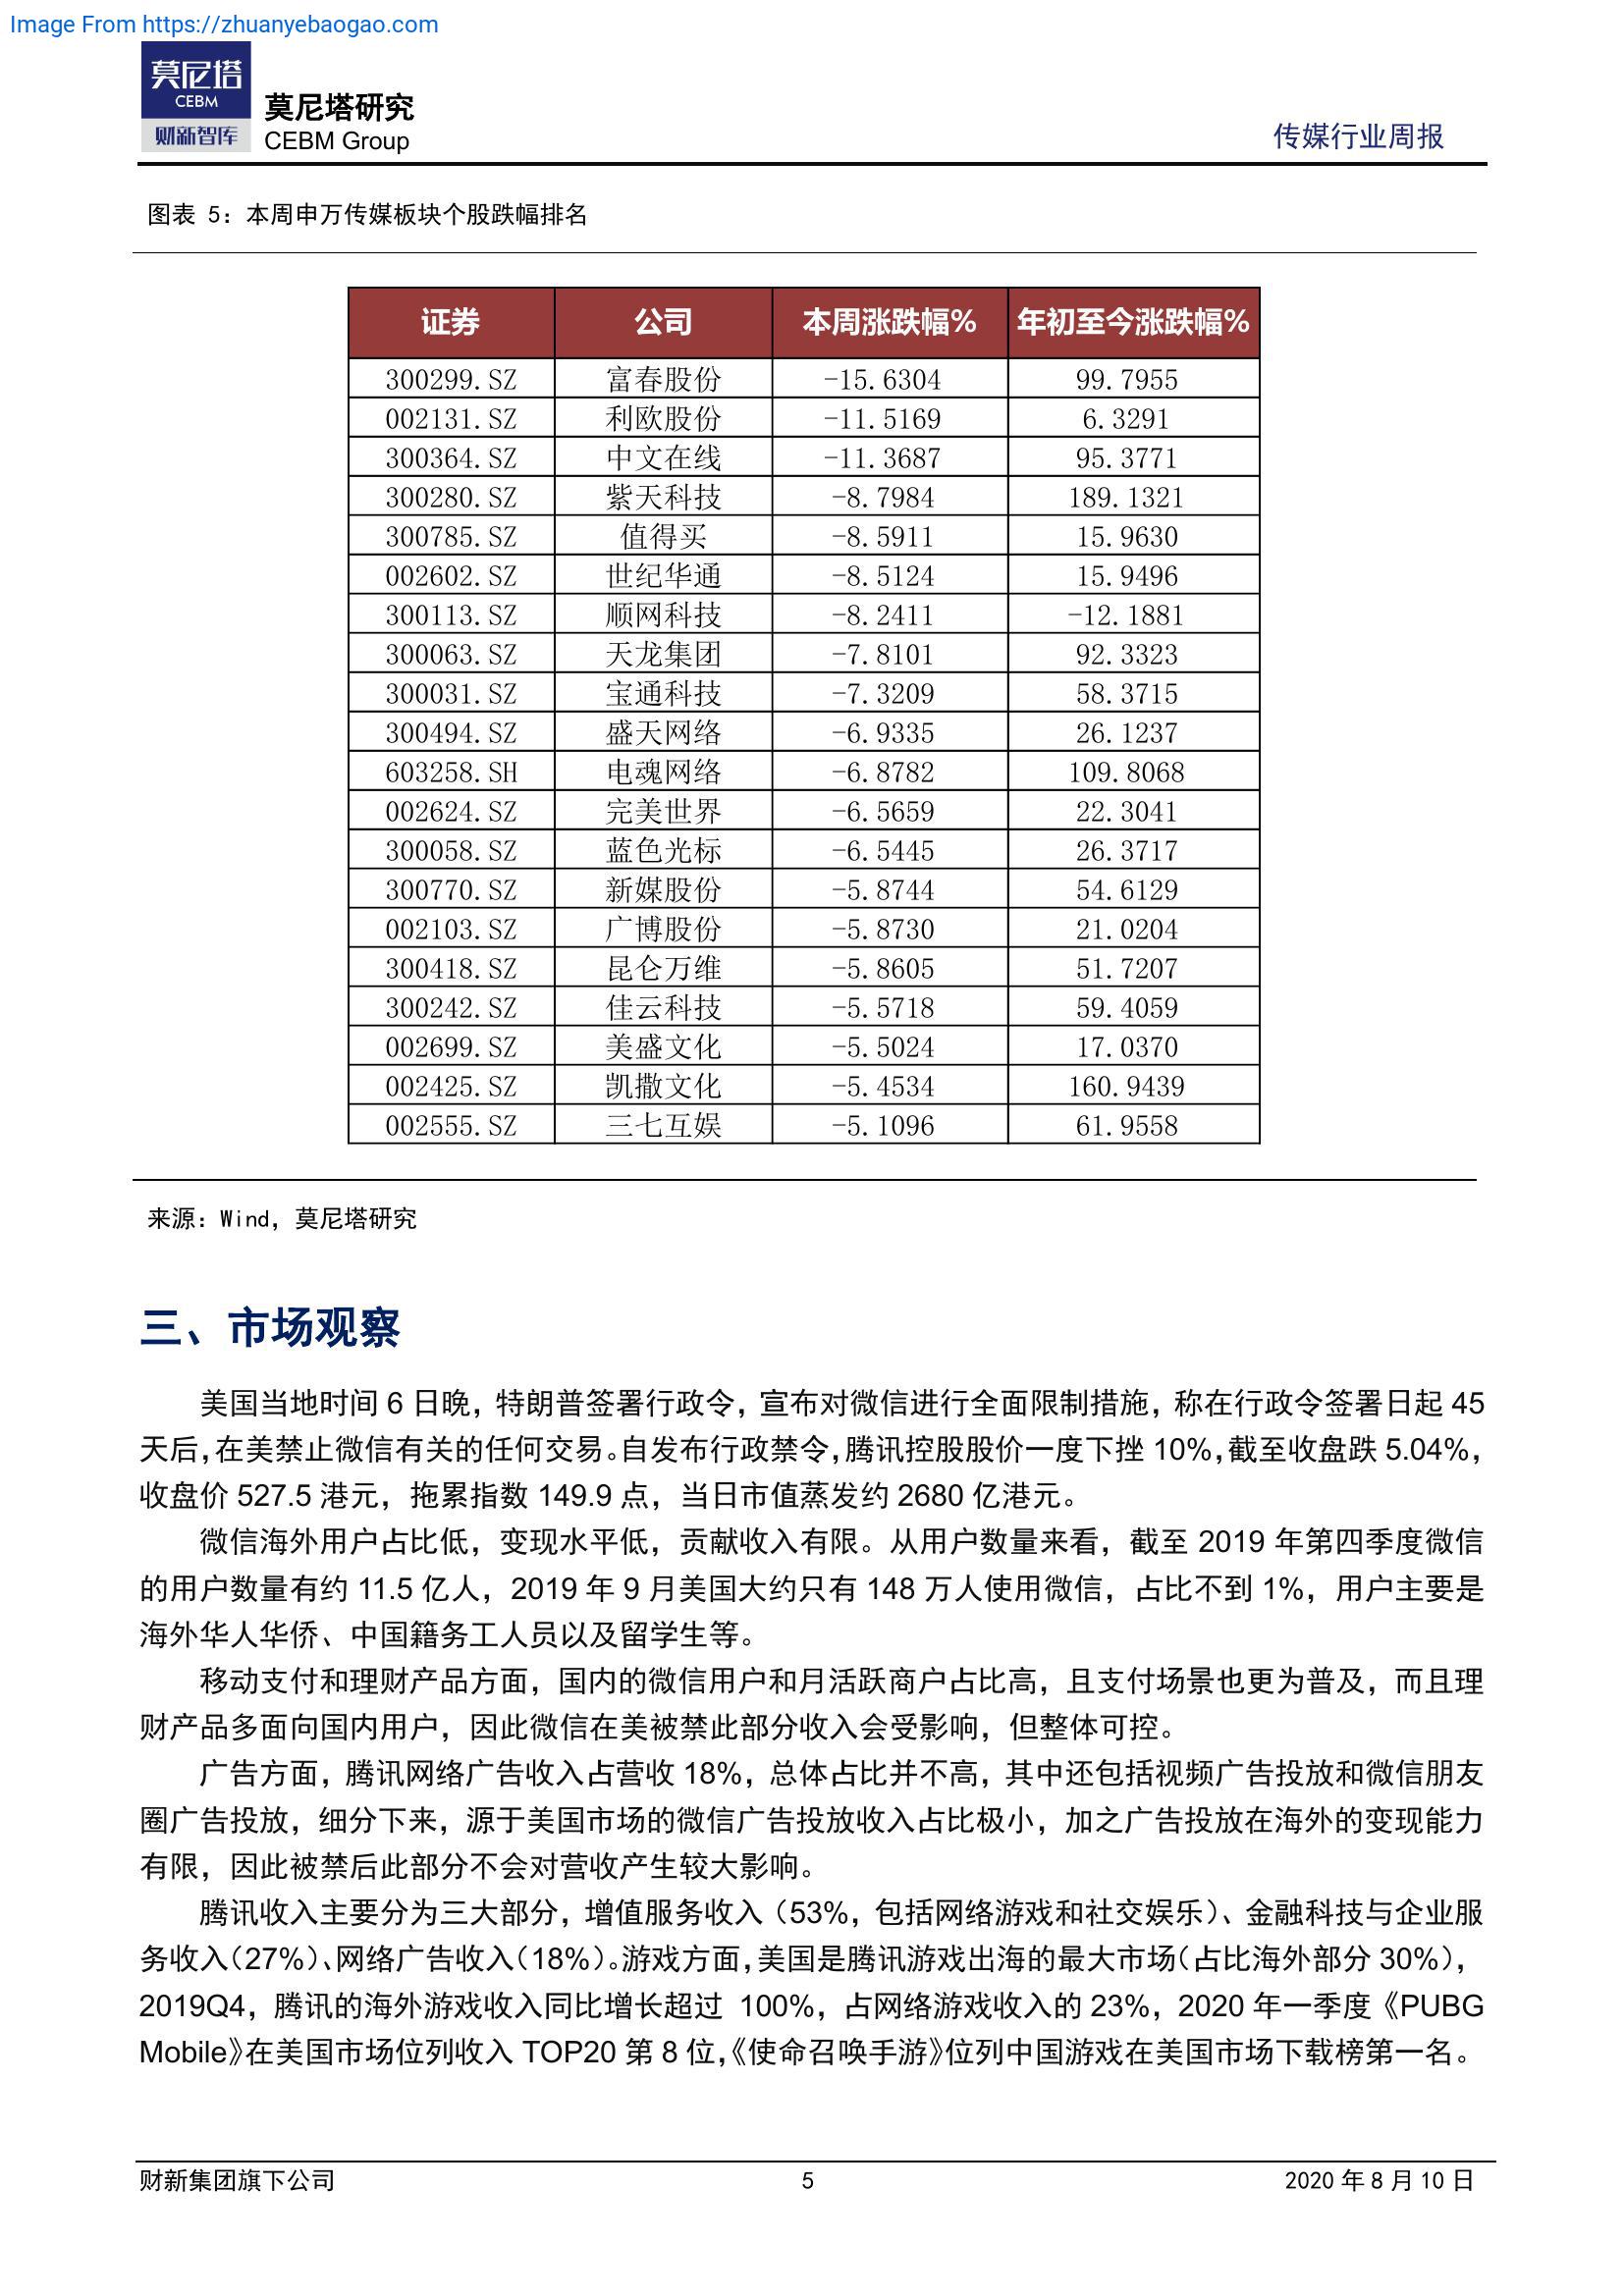 Image From https://zhuanyebaogao.com
莫尼塔
CEBM
财新智库
莫尼塔研究
CEBM Group
传媒行业周报
图表 5：本周申万传媒板块个股跌幅排名
证券 公司 本周涨跌幅% 年初至今涨跌幅%
300299.SZ 富春股份 -15.6304 99.7955
002131.SZ 利欧股份 -11.5169 6.3291
300364.SZ 中文在线 -11.3687 95.3771
300280.SZ 紫天科技 -8.7984 189.1321
300785.SZ 值得买 -8.5911 15.9630
002602.SZ 世纪华通 -8.5124 15.9496
300113.SZ 顺网科技 -8.2411 -12.1881
300063.SZ 天龙集团 -7.8101 92.3323
300031.SZ 宝通科技 -7.3209 58.3715
300494.SZ 盛天网络 -6.9335 26.1237
603258.SH 电魂网络 -6.8782 109.8068
002624.SZ 完美世界 -6.5659 22.3041
300058.SZ 蓝色光标 -6.5445 26.3717
300770.SZ 新媒股份 -5.8744 54.6129
002103.SZ 广博股份 -5.8730 21.0204
300418.SZ 昆仑万维 -5.8605 51.7207
300242.SZ 佳云科技 -5.5718 59.4059
002699.SZ 美盛文化 -5.5024 17.0370
002425.SZ 凯撒文化 -5.4534 160.9439
002555.SZ 三七互娱 -5.1096 61.9558
来源：Wind，莫尼塔研究
三、市场观察
美国当地时间 6 日晚，特朗普签署行政令，宣布对微信进行全面限制措施，称在行政令签署日起 45
天后，在美禁止微信有关的任何交易。自发布行政禁令，腾讯控股股价一度下挫 10%，截至收盘跌 5.04%，
收盘价 527.5 港元，拖累指数 149.9 点，当日市值蒸发约 2680 亿港元。
微信海外用户占比低，变现水平低，贡献收入有限。从用户数量来看，截至 2019 年第四季度微信
的用户数量有约 11.5 亿人，2019 年 9 月美国大约只有 148 万人使用微信，占比不到 1%，用户主要是
海外华人华侨、中国籍务工人员以及留学生等。
移动支付和理财产品方面，国内的微信用户和月活跃商户占比高，且支付场景也更为普及，而且理
财产品多面向国内用户，因此微信在美被禁此部分收入会受影响，但整体可控。
广告方面，腾讯网络广告收入占营收 18%，总体占比并不高，其中还包括视频广告投放和微信朋友
圈广告投放，细分下来，源于美国市场的微信广告投放收入占比极小，加之广告投放在海外的变现能力
有限，因此被禁后此部分不会对营收产生较大影响。
腾讯收入主要分为三大部分，增值服务收入（53%，包括网络游戏和社交娱乐）、金融科技与企业服
务收入（27%）、网络广告收入（18%）。游戏方面，美国是腾讯游戏出海的最大市场（占比海外部分 30%），
2019Q4，腾讯的海外游戏收入同比增长超过 100%，占网络游戏收入的 23%，2020 年一季度《PUBG
Mobile》在美国市场位列收入 TOP20 第 8 位，《使命召唤手游》位列中国游戏在美国市场下载榜第一名。
财新集团旗下公司 5 2020 年 8 月 10 日